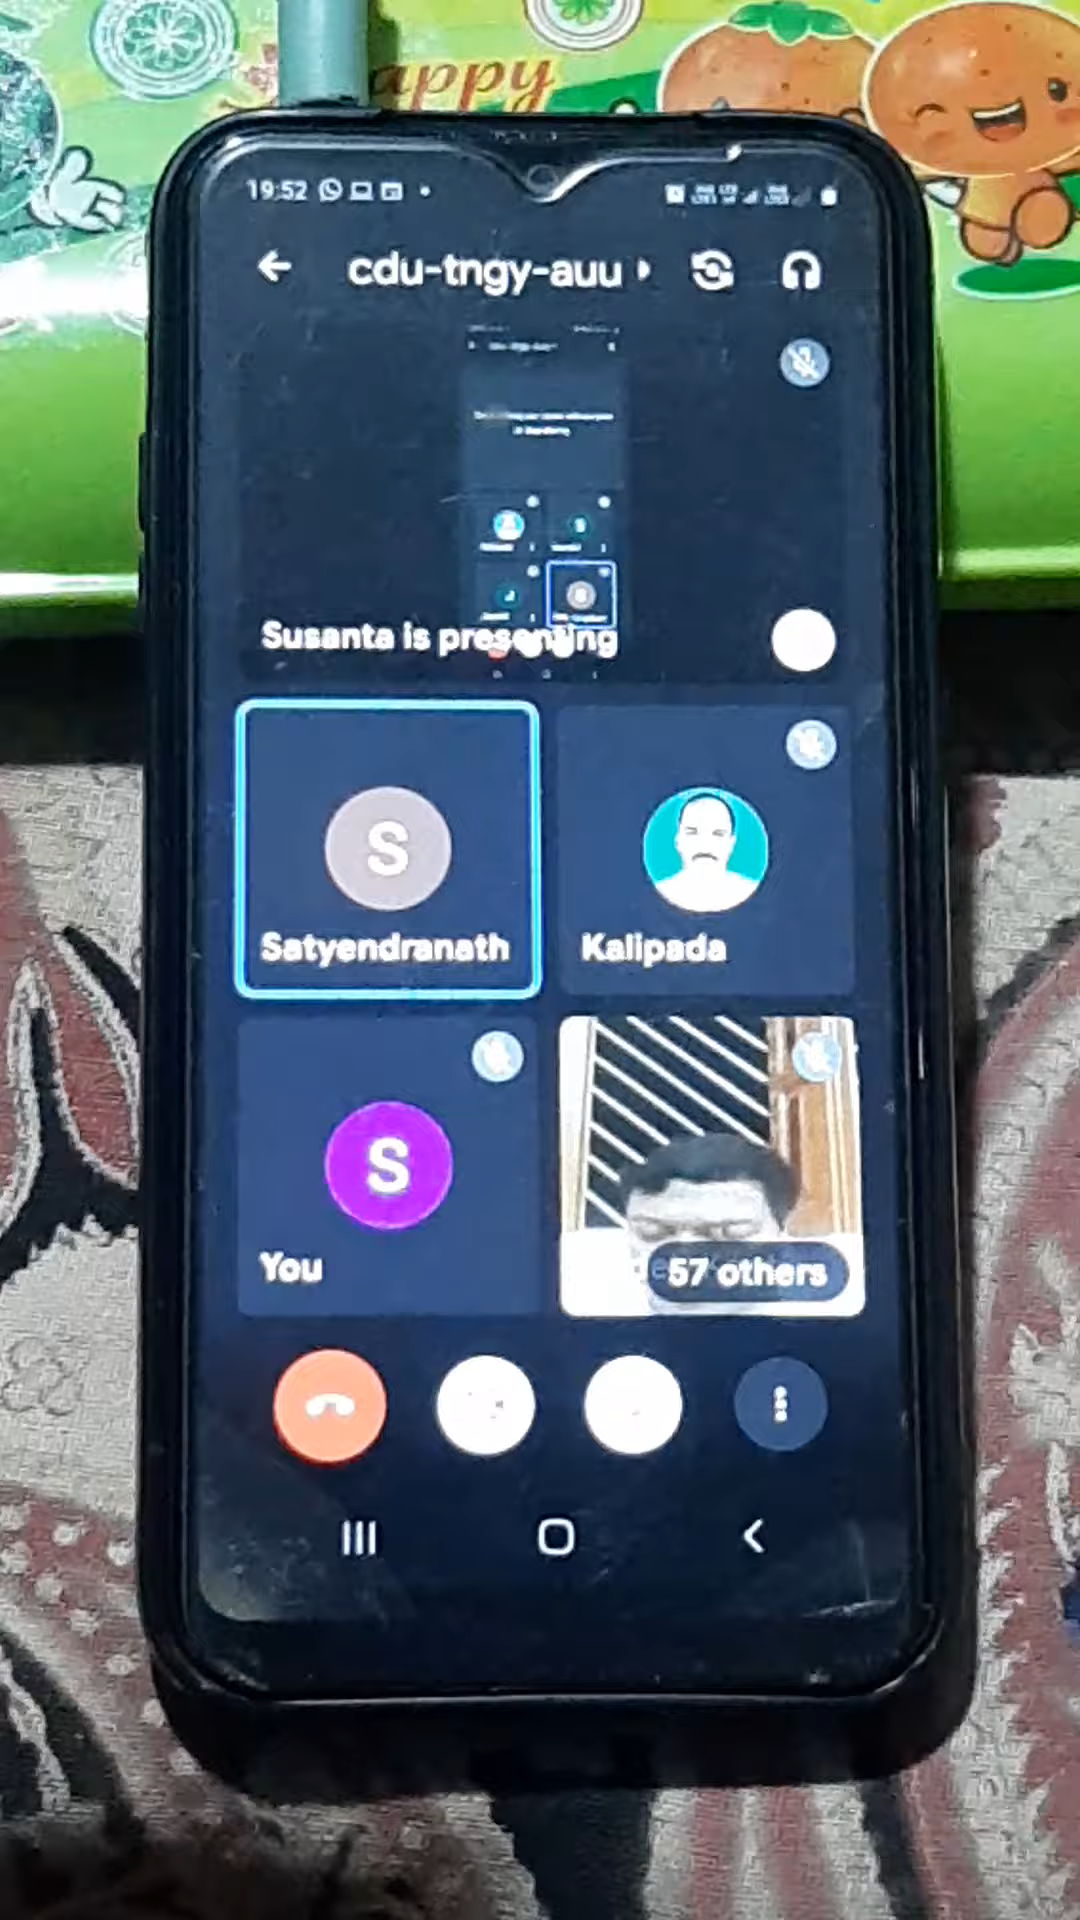 appy
19:52
cdu-tngy-auu
Susanta is presenting
S
Satyendranath
Kalipada
S
You
57 others